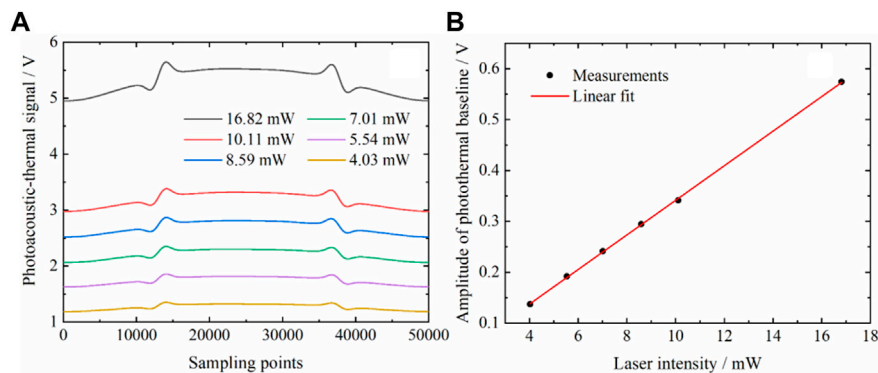 A
Photoacoustic-thermal signal / V
6
5
4
3
2
1
16.82 mW
7.01 mW
10.11 mW
5.54 mW
8.59 mW
4.03 mW
0
10000
20000
30000
40000
50000
Sampling points
B
Amplitude of photothermal baseline / V
0.6
0.5
0.4
0.3
0.2
0.1
Measurements
Linear fit
4
6
8
10
12
14
16
18
Laser intensity / mW